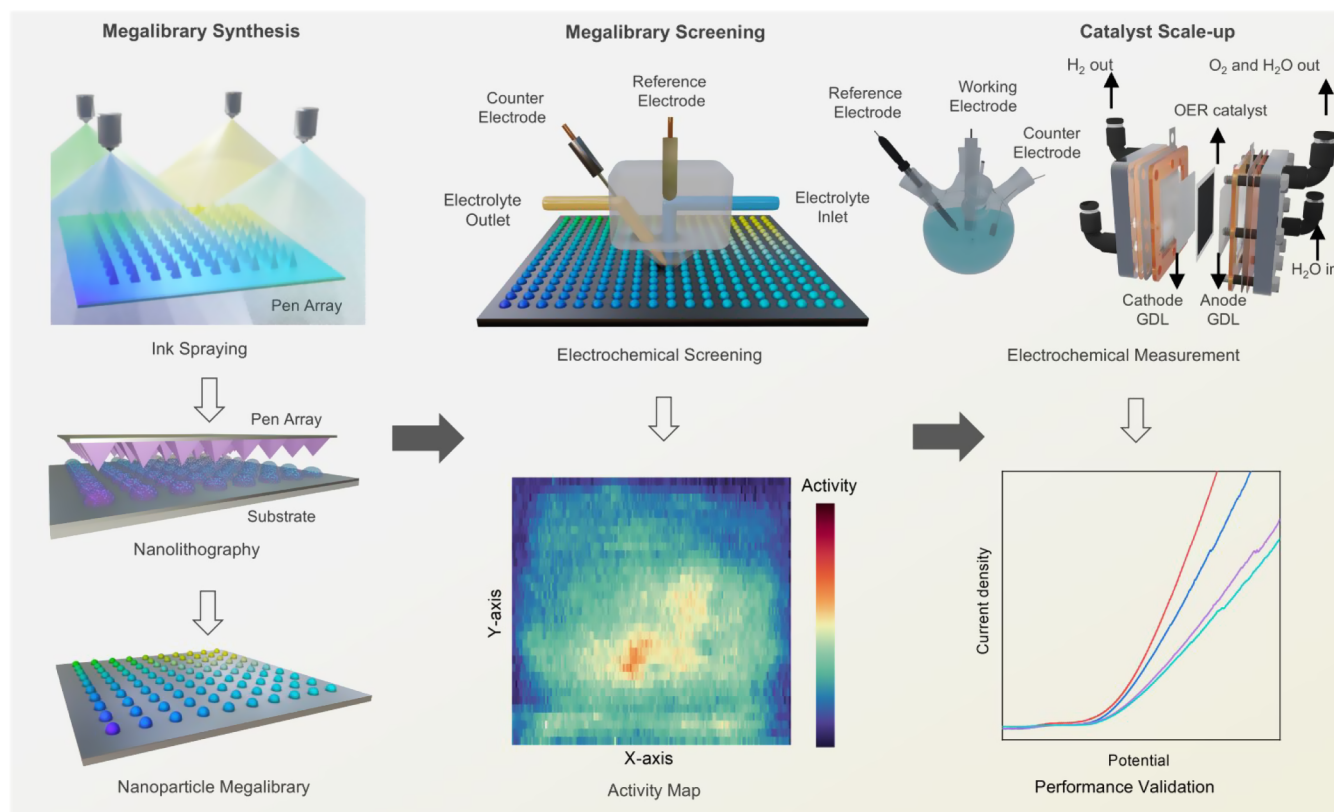 Megalibrary Synthesis
Pen Array
Ink Spraying
Pen Array
Substrate
Nanolithography
Nanoparticle Megalibrary
Megalibrary Screening
Reference
Electrode
Counter
Electrode
Electrolyte
Outlet
Electrolyte
Inlet
Electrochemical Screening
Activity
Y-axis
X-axis
Activity Map
Catalyst Scale-up
Reference
Electrode
Working
Electrode
Counter
Electrode
H2 out
O2 and H2O out
OER catalyst
H2O in
Cathode
GDL
Anode
GDL
Electrochemical Measurement
Current density
Potential
Performance Validation